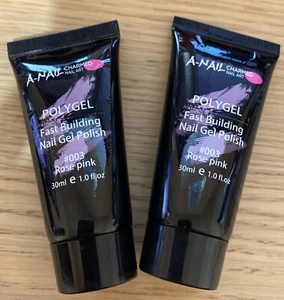 A-NAIL CHARMED
NAIL ART
POLYGEL
Fast Building
Nail Gel Polish
#003
Rose pink
30ml e 1.0 fl.oz
A-NAIL CHARMED
NAIL ART
POLYGEL
Fast Building
Nail Gel Polish
#003
Rose pink
30ml e 1.0 fl.oz